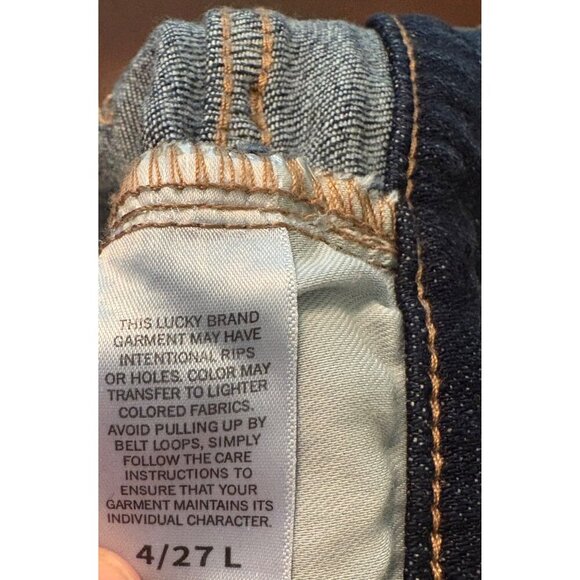 THIS LUCKY BRAND
GARMENT MAY HAVE
INTENTIONAL RIPS
OR HOLES. COLOR MAY
TRANSFER TO LIGHTER
COLORED FABRICS.
AVOID PULLING UP BY
BELT LOOPS, SIMPLY
FOLLOW THE CARE
INSTRUCTIONS TO
ENSURE THAT YOUR
GARMENT MAINTAINS ITS
INDIVIDUAL CHARACTER.
4/27 L